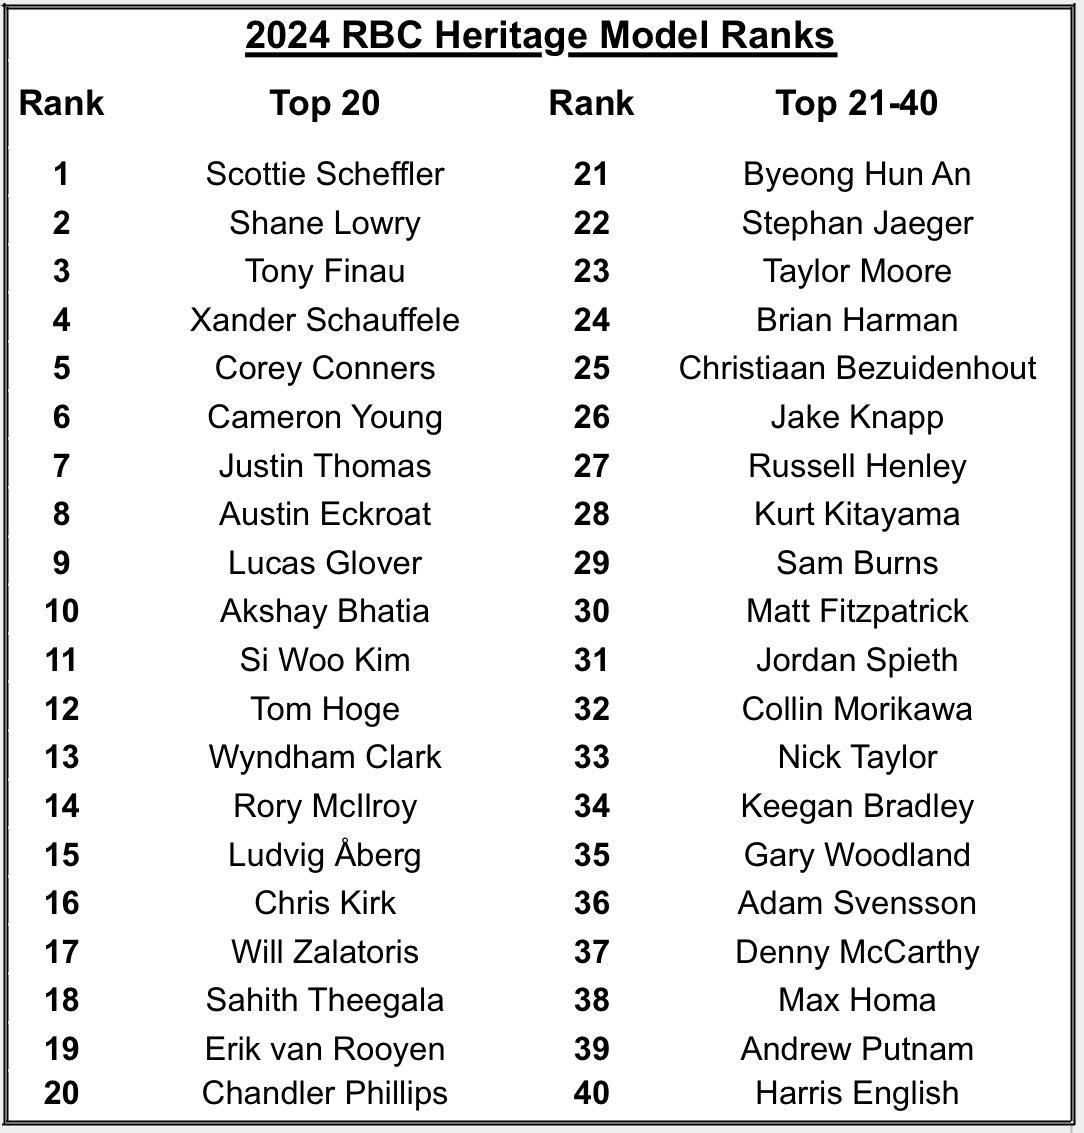 2024 RBC Heritage Model Ranks
Rank Top 20 Rank Top 21-40
1 Scottie Scheffler 21 Byeong Hun An
2 Shane Lowry 22 Stephan Jaeger
3 Tony Finau 23 Taylor Moore
4 Xander Schauffele 24 Brian Harman
5 Corey Conners 25 Christiaan Bezuidenhout
6 Cameron Young 26 Jake Knapp
7 Justin Thomas 27 Russell Henley
8 Austin Eckroat 28 Kurt Kitayama
9 Lucas Glover 29 Sam Burns
10 Akshay Bhatia 30 Matt Fitzpatrick
11 Si Woo Kim 31 Jordan Spieth
12 Tom Hoge 32 Collin Morikawa
13 Wyndham Clark 33 Nick Taylor
14 Rory McIlroy 34 Keegan Bradley
15 Ludvig Åberg 35 Gary Woodland
16 Chris Kirk 36 Adam Svensson
17 Will Zalatoris 37 Denny McCarthy
18 Sahith Theegala 38 Max Homa
19 Erik van Rooyen 39 Andrew Putnam
20 Chandler Phillips 40 Harris English